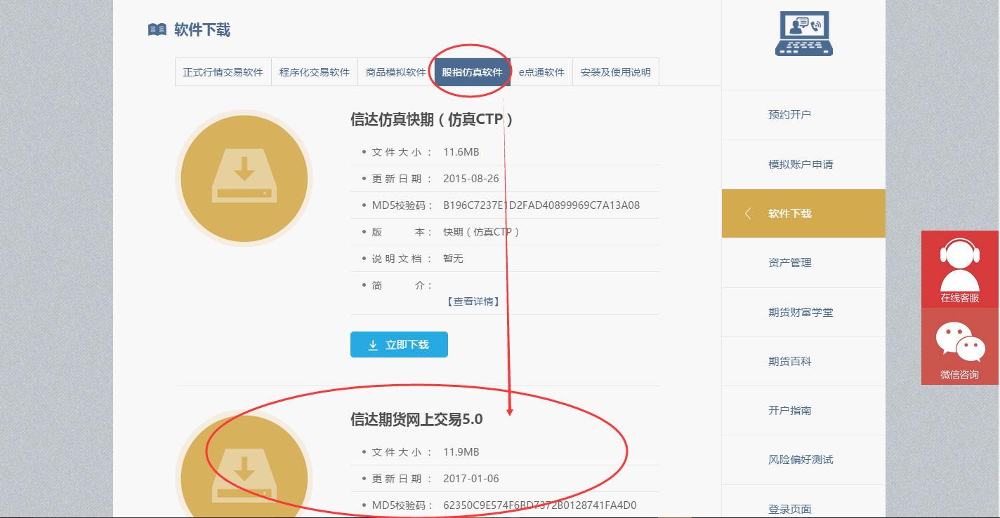 软件下载
正式行情交易软件 程序化交易软件 商品模拟软件 股指仿真软件 e点通软件 安装及使用说明
信达仿真快期（仿真CTP）
文件大小： 11.6MB
更新日期： 2015-08-26
MD5校验码： B196C7237E1D2FAD40899969C7A13A08
版 本： 快期（仿真CTP）
说明文档： 暂无
简 介：
【查看详情】
立即下载
信达期货网上交易5.0
文件大小： 11.9MB
更新日期： 2017-01-06
MD5校验码： 62350C9E574F6BD7372B0128741FA4D0
预约开户
模拟账户申请
软件下载
资产管理
期货财富学堂
期货百科
开户指南
风险偏好测试
登录页面
在线客服
微信咨询